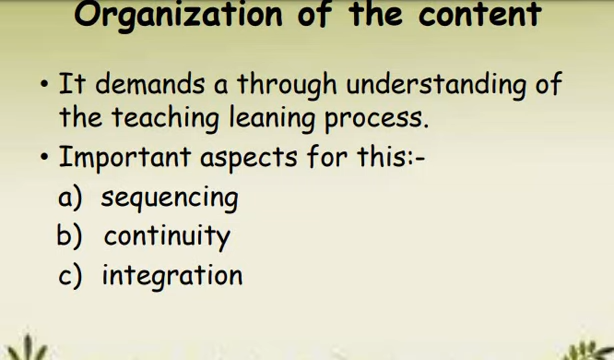 Organization of the content
• It demands a through understanding of
the teaching leaning process.
• Important aspects for this:-
a) sequencing
b) continuity
c) integration